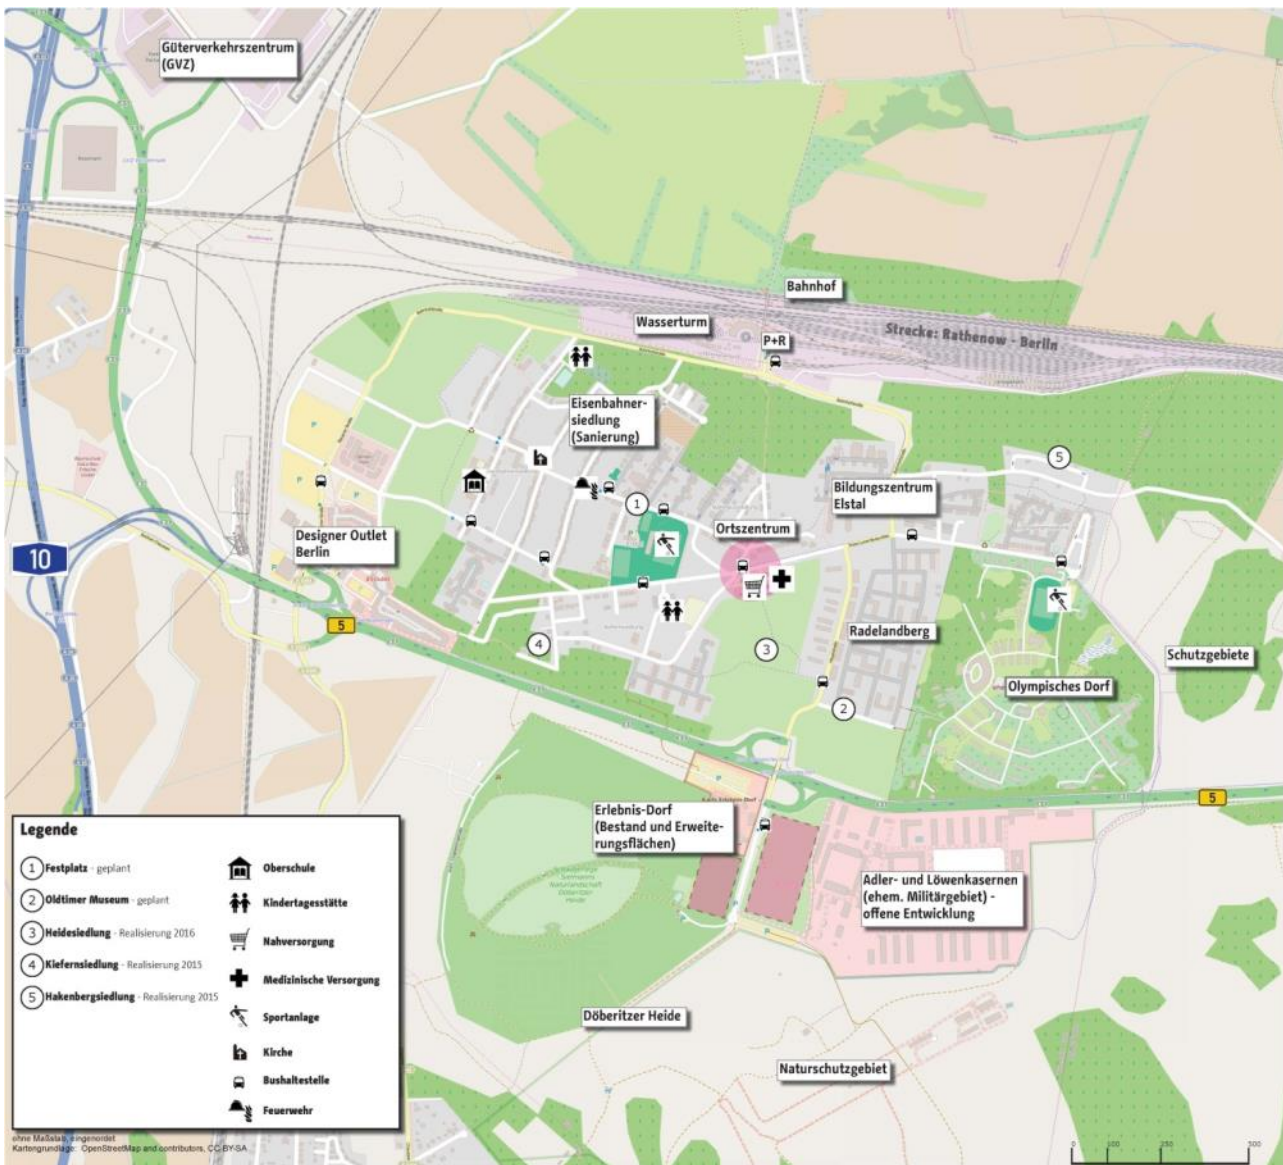 Güterverkehrszentrum
(GVZ)
Bahnhof
Wasserturm
Strecke: Rathenow - Berlin
P+R
Eisenbahner-
siedlung
(Sanierung)
5
Bildungszentrum
Elstal
1
Ortszentrum
Designer Outlet
Berlin
10
5
4
3
Radelandberg
Schutzgebiete
Olympisches Dorf
2
5
Erlebnis-Dorf
(Bestand und Erweite-
rungsflächen)
Adler- und Löwenkasernen
(ehem. Militärgebiet) -
offene Entwicklung
Döberitzer Heide
Naturschutzgebiet
Legende
1 Festplatz - geplant
2 Oldtimer Museum - geplant
3 Heidesiedlung - Realisierung 2016
4 Kiefernsiedlung - Realisierung 2015
5 Hakenbergsiedlung - Realisierung 2015
Oberschule
Kindertagesstätte
Nahversorgung
Medizinische Versorgung
Sportanlage
Kirche
Bushaltestelle
Feuerwehr
ohne Maßstab, eingenordet
Kartengrundlage: OpenStreetMap and contributors, CC-BY-SA
0 100 250 500